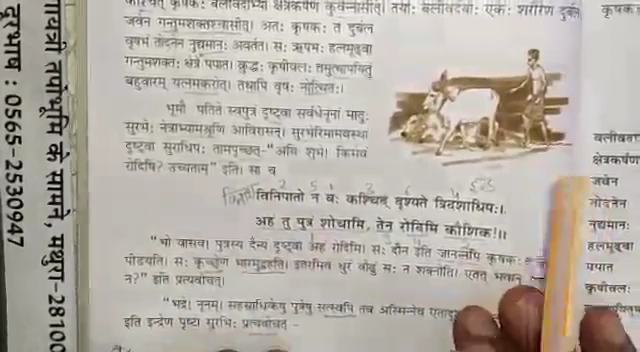 कश्चित् कृषकः बलीवर्दाभ्यां क्षेत्रकर्षणं कुर्वन्नासीत्। तयोः बलीवर्दयोः एकः शरीरेण दुर्बलः
जवेन गन्तुमशक्तश्चासीत्। अतः कृषकः तं दुर्बलं
वृषभं तोदनेन नुद्यमानः अवर्तत। सः ऋषभः हलमूढ्वा
गन्तुमशक्तः क्षेत्रे पपात। क्रुद्धः कृषीवलः तमुत्थापयितुं
बहुवारम् यत्नमकरोत्। तथापि वृषः नोत्थितः।
भूमौ पतिते स्वपुत्रं दृष्ट्वा सर्वधेनूनां मातुः
सुरभेः नेत्राभ्यामश्रूणि आविरासन्। सुरभेरिमामवस्थां
दृष्ट्वा सुराधिपः तामपृच्छत्-"अयि शुभे! किमेवं
रोदिषि? उच्यताम्" इति। सा च
विनिपातो न वः कश्चिद् दृश्यते त्रिदशाधिपः।
अहं तु पुत्रं शोचामि, तेन रोदिमि कौशिक!॥
"भो वासव! पुत्रस्य दैन्यं दृष्ट्वा अहं रोदिमि। सः दीन इति जानन्नपि कृषकः
पीडयति। सः कृच्छ्रेण भारमुद्वहति। इतरमिव धुरं वोढुं सः न शक्नोति। एतत् भवान्
न?" इति प्रत्यवोचत्।
"भद्रे! नूनम्। सहस्राधिकेषु पुत्रेषु सत्स्वपि तव अस्मिन्नेव
इति इन्द्रेण पृष्टा सुरभिः प्रत्यवोचत् -
कृषक
बलीवर्दा
क्षेत्रकर्षण
जवेन
तोदनेन
नुद्यमानः
हलमूढ्वा
पपात
कृषीवलः
गायत्री तपोभूमि के सामने, मथुरा-28100
दूरभाष : 0565-2530947